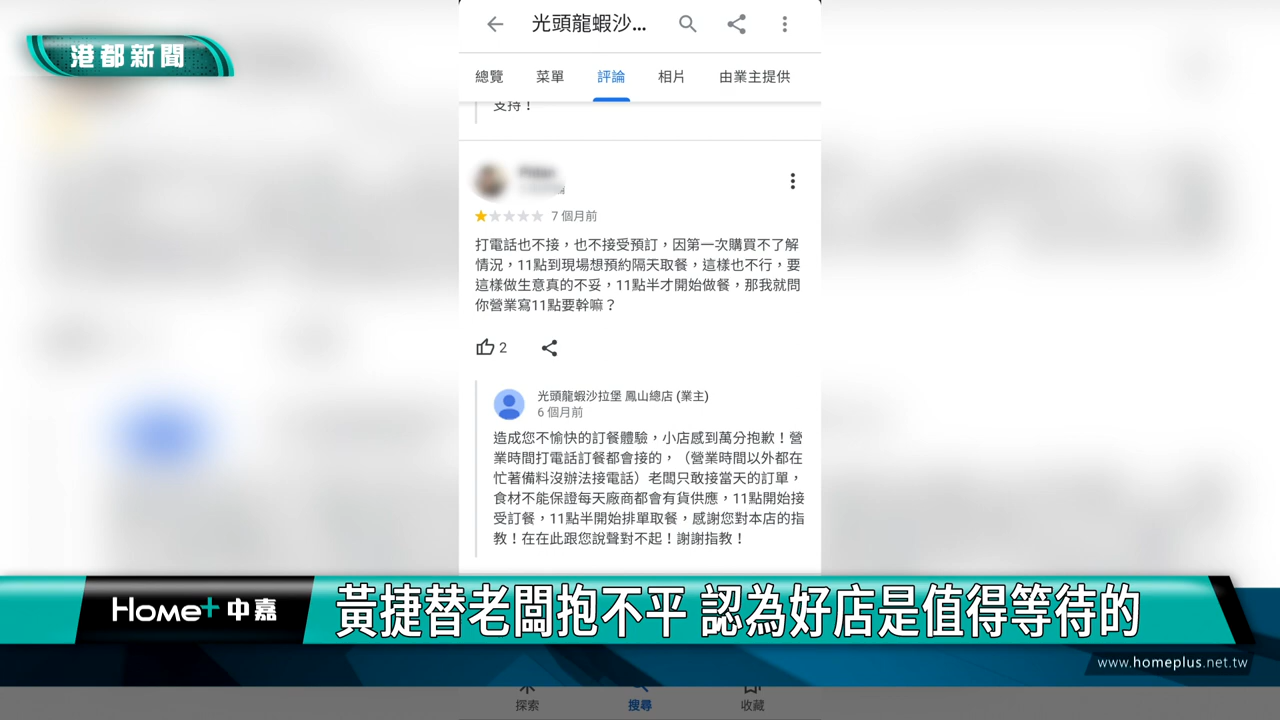 港都新聞
光頭龍蝦沙...
總覽 菜單 評論 相片 由業主提供
支持！
7 個月前
打電話也不接，也不接受預訂，因第一次購買不了解
情況，11點到現場想預約隔天取餐，這樣也不行，要
這樣做生意真的不妥，11點半才開始做餐，那我就問
你營業寫11點要幹嘛？
2
光頭龍蝦沙拉堡 鳳山總店 (業主)
6 個月前
造成您不愉快的訂餐體驗，小店感到萬分抱歉！營
業時間打電話訂餐都會接的，（營業時間以外都在
忙著備料沒辦法接電話）老闆只敢接當天的訂單，
食材不能保證每天廠商都會有貨供應，11點開始接
受訂餐，11點半開始排單取餐，感謝您對本店的指
教！在在此跟您說聲對不起！謝謝指教！
Home+ 中嘉
黃捷替老闆抱不平 認為好店是值得等待的
www.homeplus.net.tw
探索 搜尋 收藏